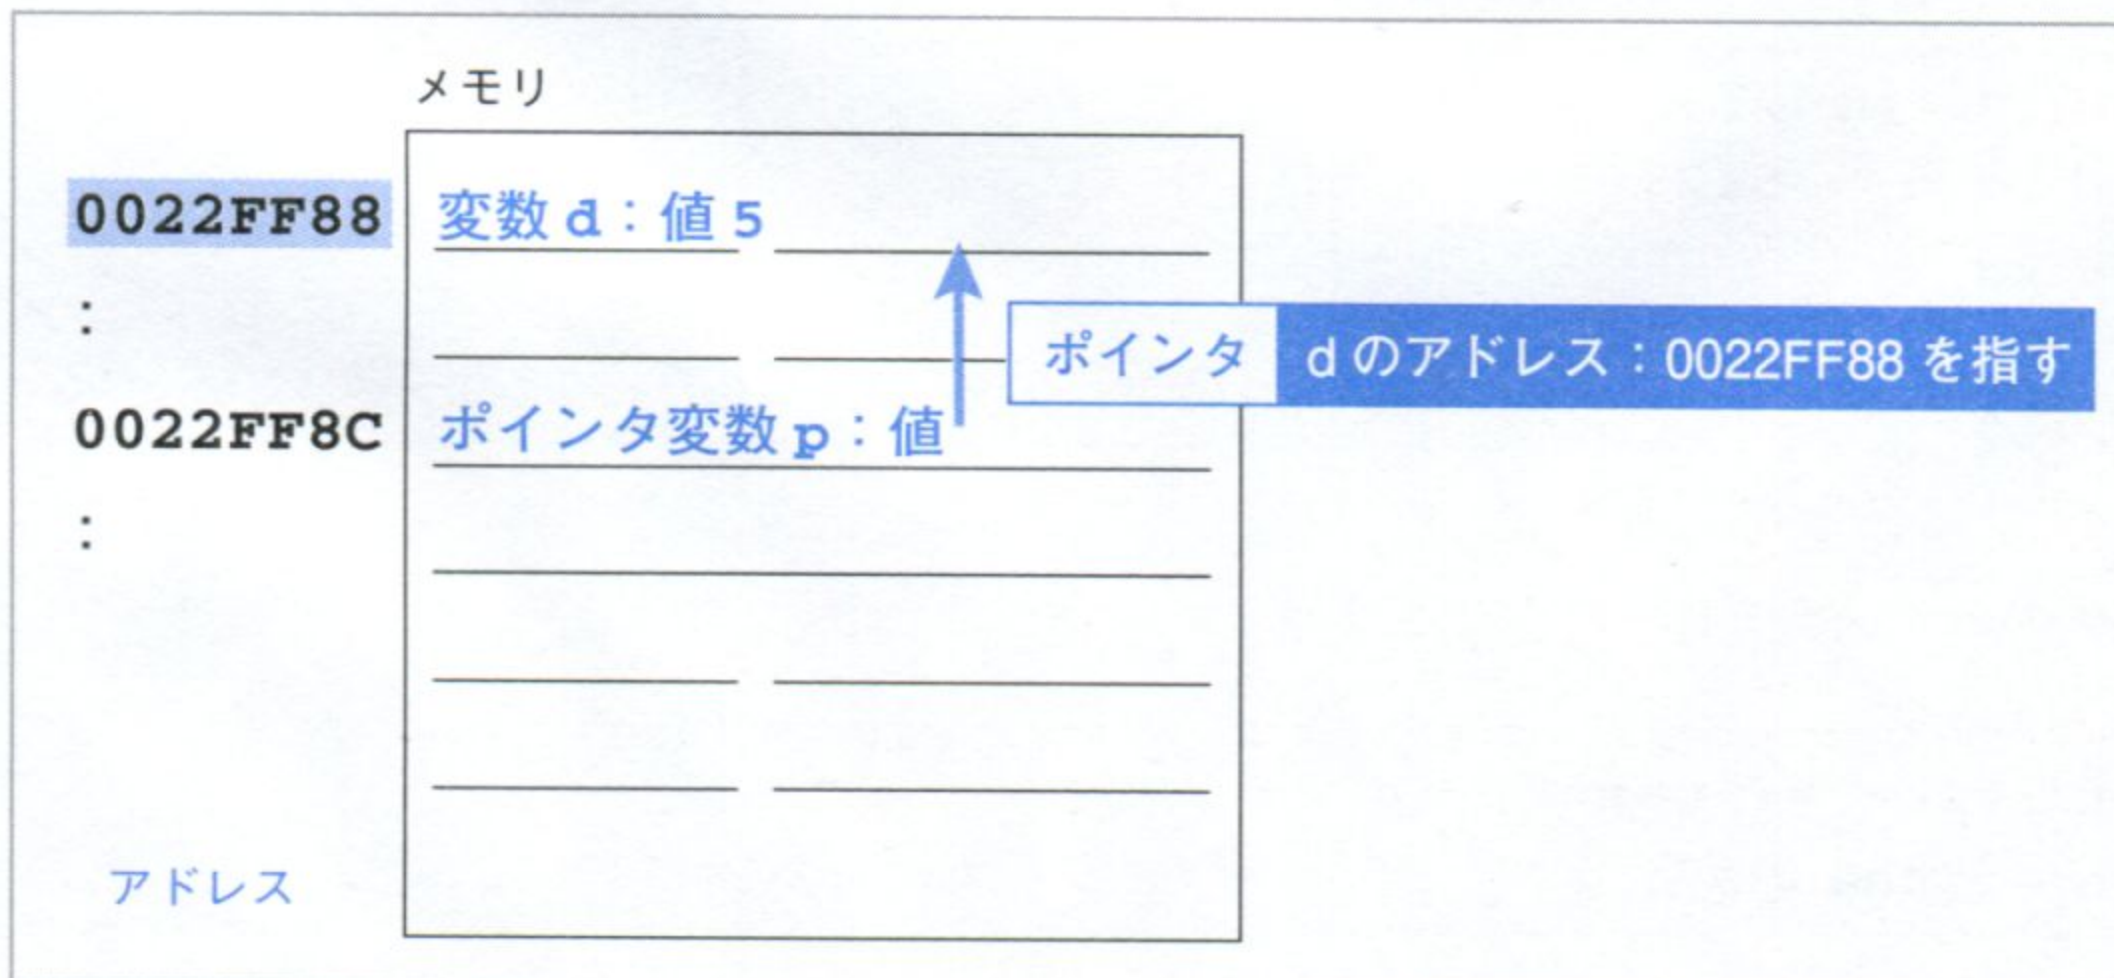 メモリ
0022FF88 変数 d：値 5
：
ポインタ d のアドレス：0022FF88 を指す
0022FF8C ポインタ変数 p：値
：
アドレス